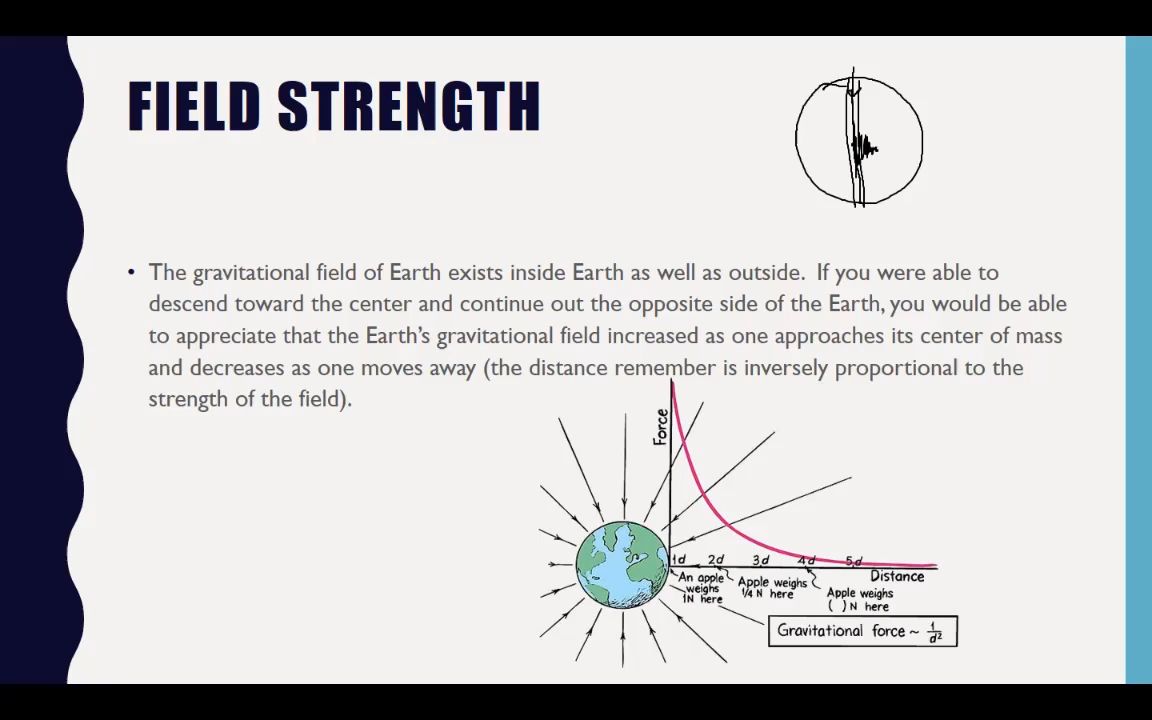 FIELD STRENGTH
• The gravitational field of Earth exists inside Earth as well as outside. If you were able to
descend toward the center and continue out the opposite side of the Earth, you would be able
to appreciate that the Earth's gravitational field increased as one approaches its center of mass
and decreases as one moves away (the distance remember is inversely proportional to the
strength of the field).
Force
1d 2d 3d 4d 5d
Distance
An apple
weighs
1N here
Apple weighs
1/4 N here
Apple weighs
( ) N here
Gravitational force ~ 1/d²